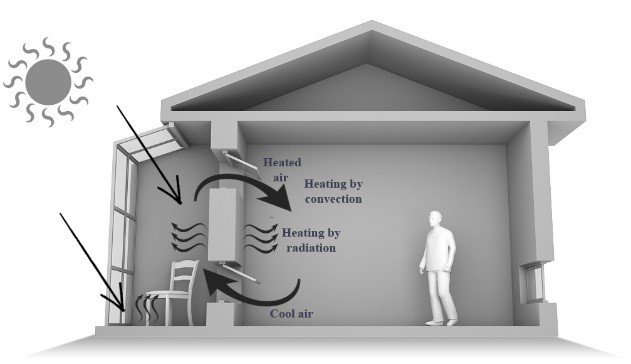 Heated
air
Heating by
convection
Heating by
radiation
Cool air